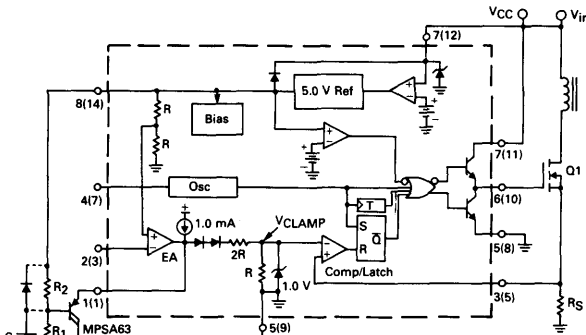 VCC
Vin
7(12)
8(14)
R
5.0 V Ref
Bias
R
7(11)
4(7)
Osc
Q1
6(10)
T
1.0 mA
VCLAMP
S
Q̅
2(3)
EA
2R
R
5(8)
R
Comp/Latch
1.0 V
3(5)
R2
1(1)
RS
R1
MPSA63
5(9)